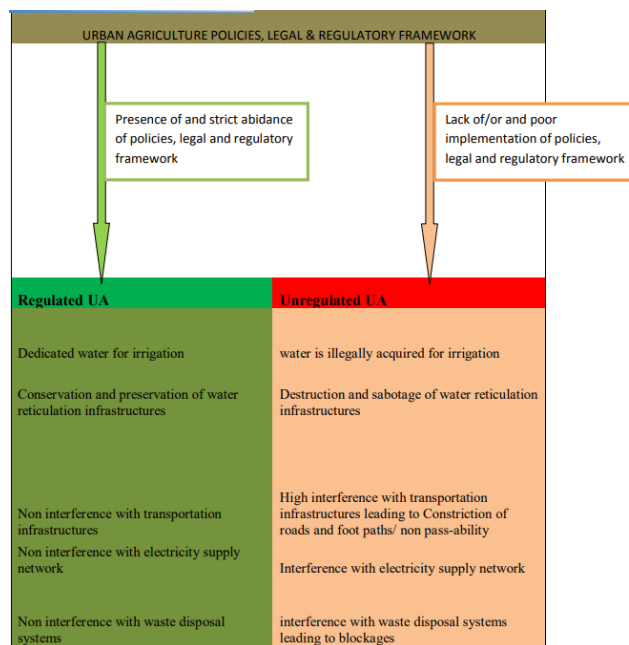 URBAN AGRICULTURE POLICIES, LEGAL & REGULATORY FRAMEWORK
Presence of and strict abidance
of policies, legal and regulatory
framework
Lack of/or and poor
implementation of policies,
legal and regulatory framework
Regulated UA
Unregulated UA
Dedicated water for irrigation
water is illegally acquired for irrigation
Conservation and preservation of water
reticulation infrastructures
Destruction and sabotage of water reticulation
infrastructures
Non interference with transportation
infrastructures
High interference with transportation
infrastructures leading to Constriction of
roads and foot paths/ non pass-ability
Non interference with electricity supply
network
Interference with electricity supply network
Non interference with waste disposal
systems
interference with waste disposal systems
leading to blockages